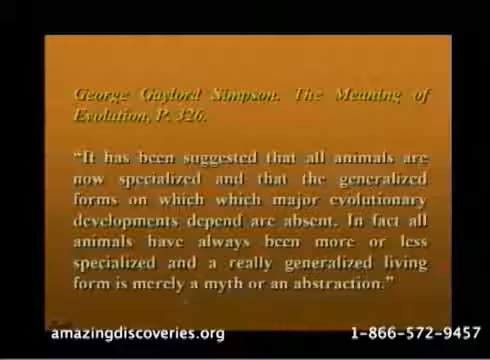 George Gaylord Simpson. The Meaning of
Evolution, P. 326.
“It has been suggested that all animals are
now specialized and that the generalized
forms on which which major evolutionary
developments depend are absent. In fact all
animals have always been more or less
specialized and a really generalized living
form is merely a myth or an abstraction.”
amazingdiscoveries.org
1-866-572-9457